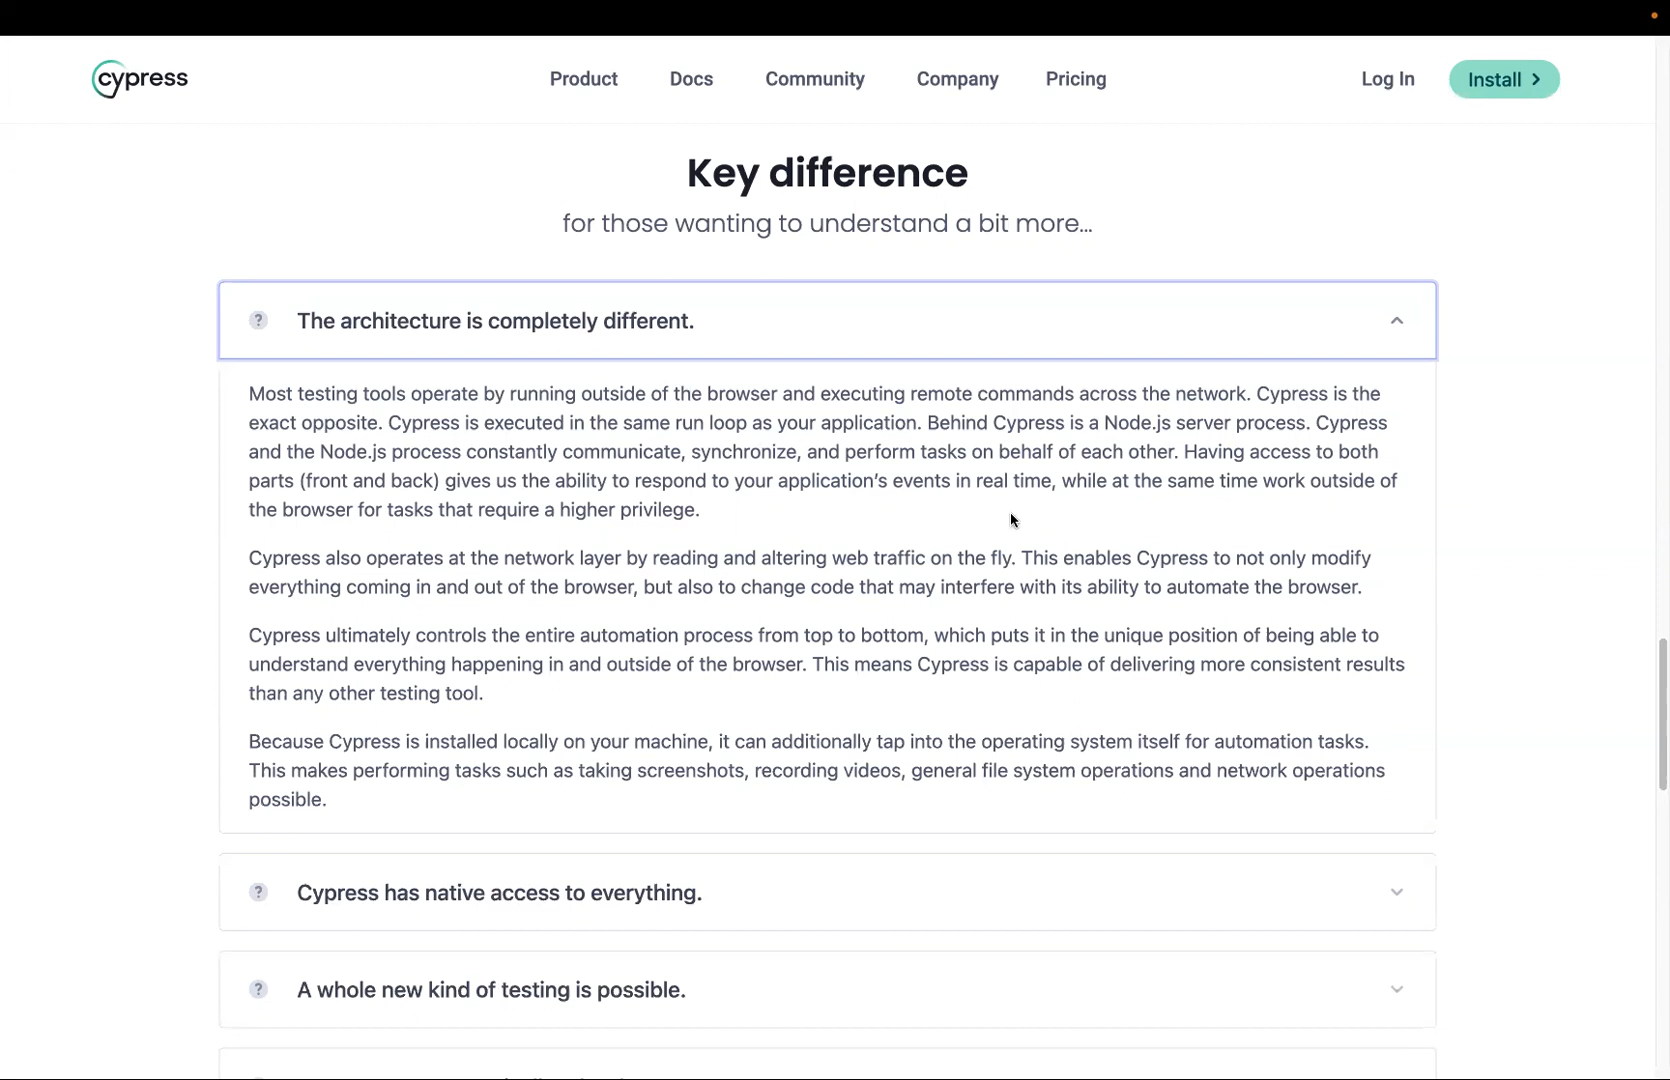 cypress
Product
Docs
Community
Company
Pricing
Log In
Install
Key difference
for those wanting to understand a bit more...
? The architecture is completely different.
Most testing tools operate by running outside of the browser and executing remote commands across the network. Cypress is the
exact opposite. Cypress is executed in the same run loop as your application. Behind Cypress is a Node.js server process. Cypress
and the Node.js process constantly communicate, synchronize, and perform tasks on behalf of each other. Having access to both
parts (front and back) gives us the ability to respond to your application's events in real time, while at the same time work outside of
the browser for tasks that require a higher privilege.
Cypress also operates at the network layer by reading and altering web traffic on the fly. This enables Cypress to not only modify
everything coming in and out of the browser, but also to change code that may interfere with its ability to automate the browser.
Cypress ultimately controls the entire automation process from top to bottom, which puts it in the unique position of being able to
understand everything happening in and outside of the browser. This means Cypress is capable of delivering more consistent results
than any other testing tool.
Because Cypress is installed locally on your machine, it can additionally tap into the operating system itself for automation tasks.
This makes performing tasks such as taking screenshots, recording videos, general file system operations and network operations
possible.
? Cypress has native access to everything.
? A whole new kind of testing is possible.